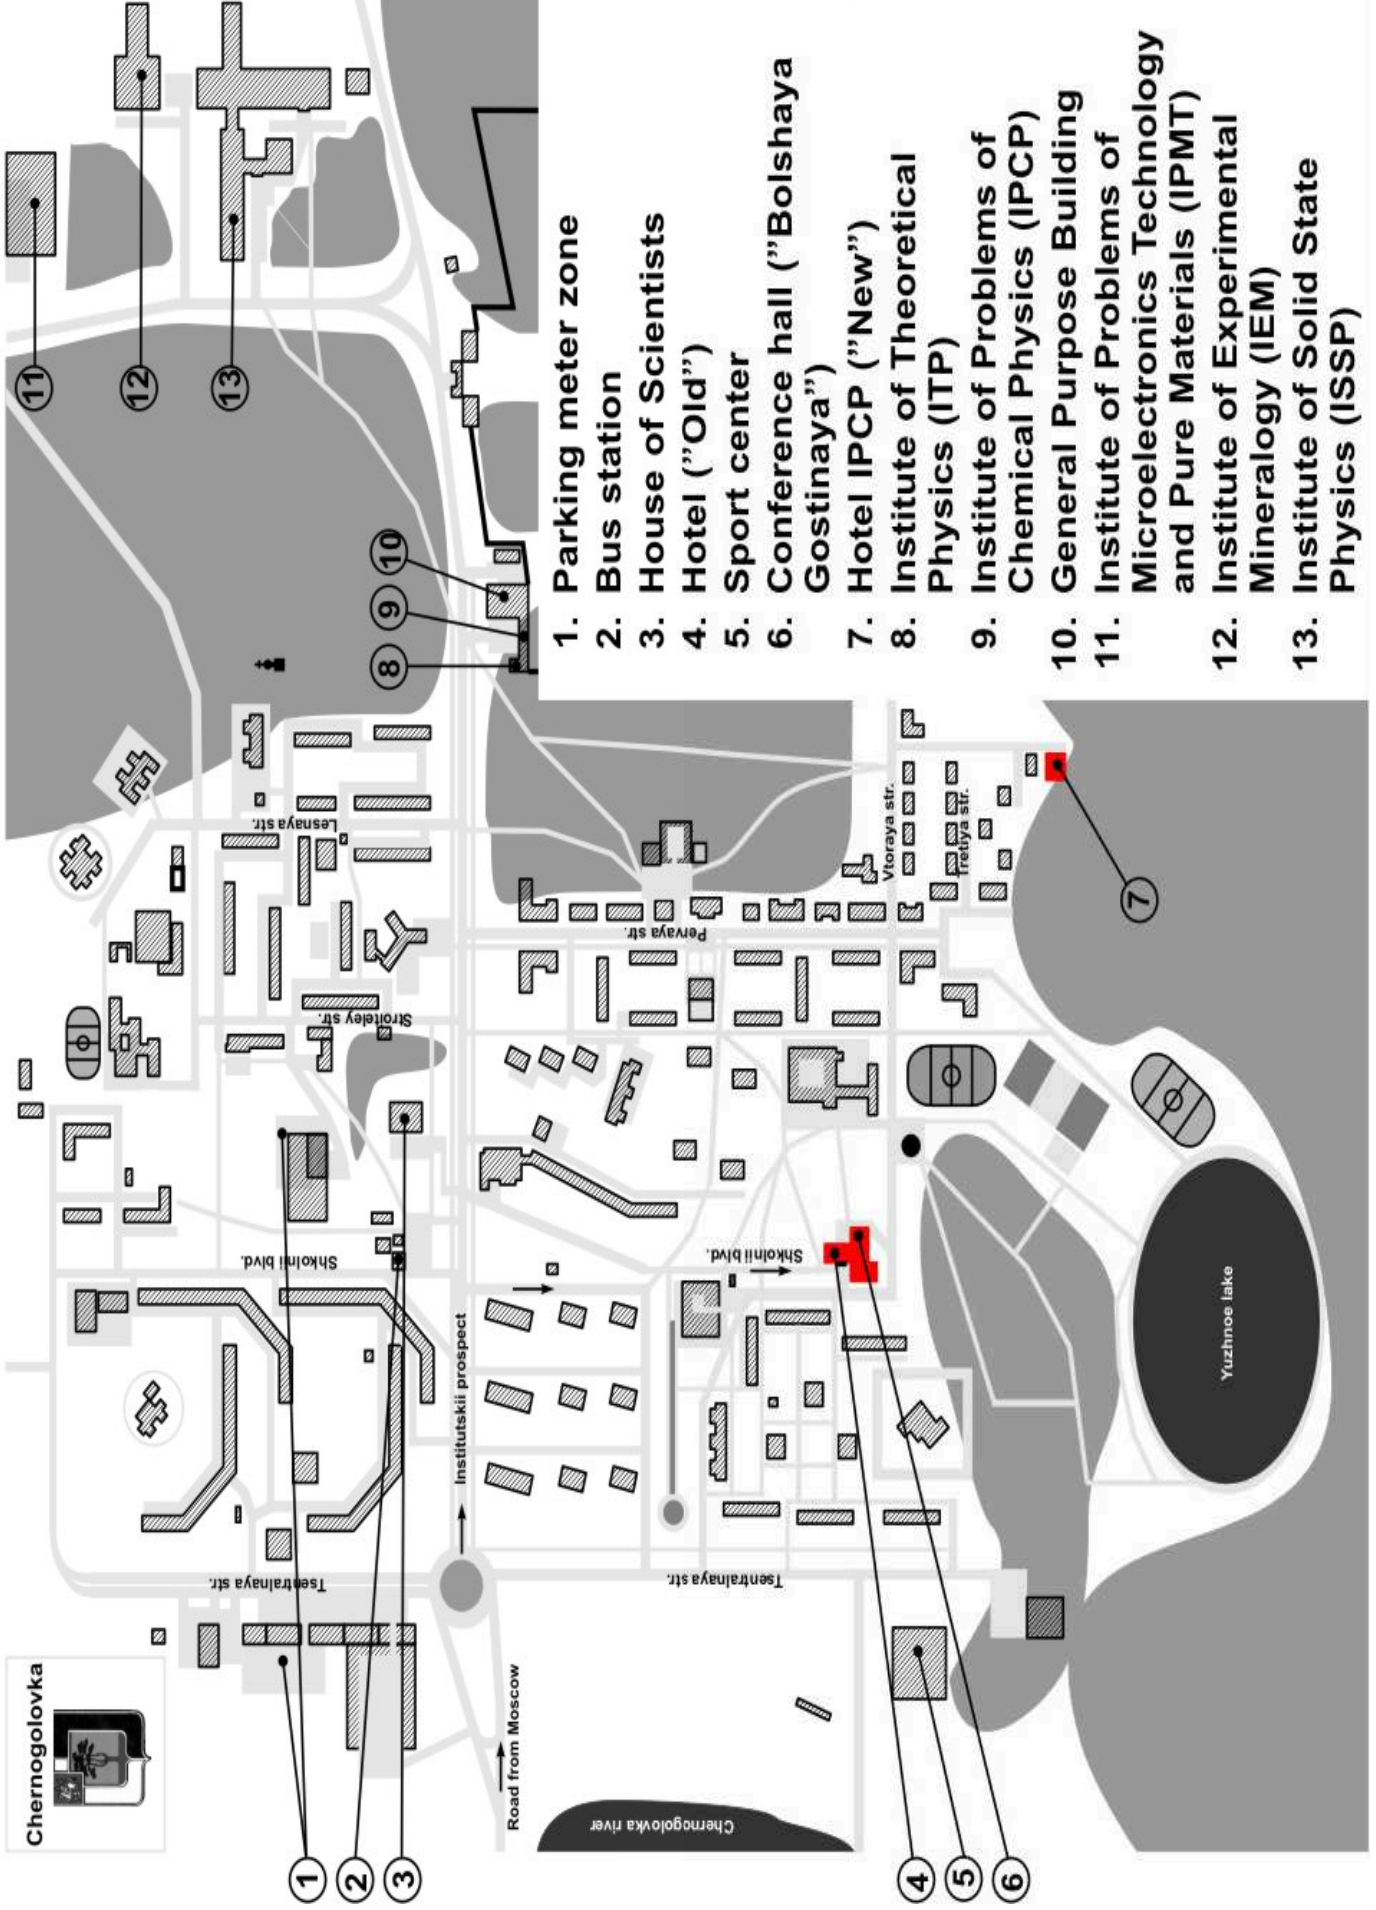 Chernogolovka
1. Parking meter zone
2. Bus station
3. House of Scientists
4. Hotel (”Old”)
5. Sport center
6. Conference hall (”Bolshaya
Gostinaya”)
7. Hotel IPCP (”New”)
8. Institute of Theoretical
Physics (ITP)
9. Institute of Problems of
Chemical Physics (IPCP)
10. General Purpose Building
11. Institute of Problems of
Microelectronics Technology
and Pure Materials (IPMT)
12. Institute of Experimental
Mineralogy (IEM)
13. Institute of Solid State
Physics (ISSP)
1
2
3
4
5
6
7
8
9
10
11
12
13
Tsentralnaya str.
Tsentralnaya str.
Shkolnii blvd.
Shkolnii blvd.
Stroiteley str.
Lesnaya str.
Pervaya str.
Vtoraya str.
Tretiya str.
Institutskii prospect
Road from Moscow
Chernogolovka river
Yuzhnoe lake